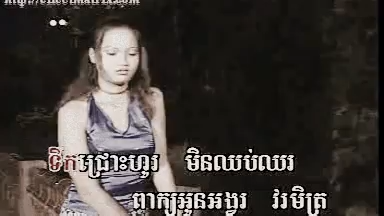 ទឹកជ្រោះហូរ មិនឈប់ឈរ
ពាក្យអូនអង្វរ វរមិត្រ